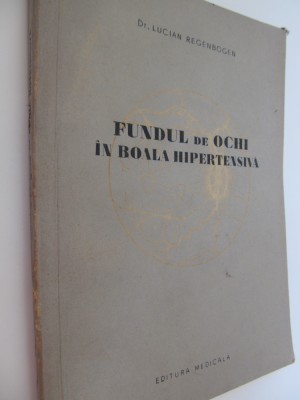 Dr. LUCIAN REGENBOGEN
FUNDUL DE OCHI
ÎN BOALA HIPERTENSIVĂ
EDITURA MEDICALĂ